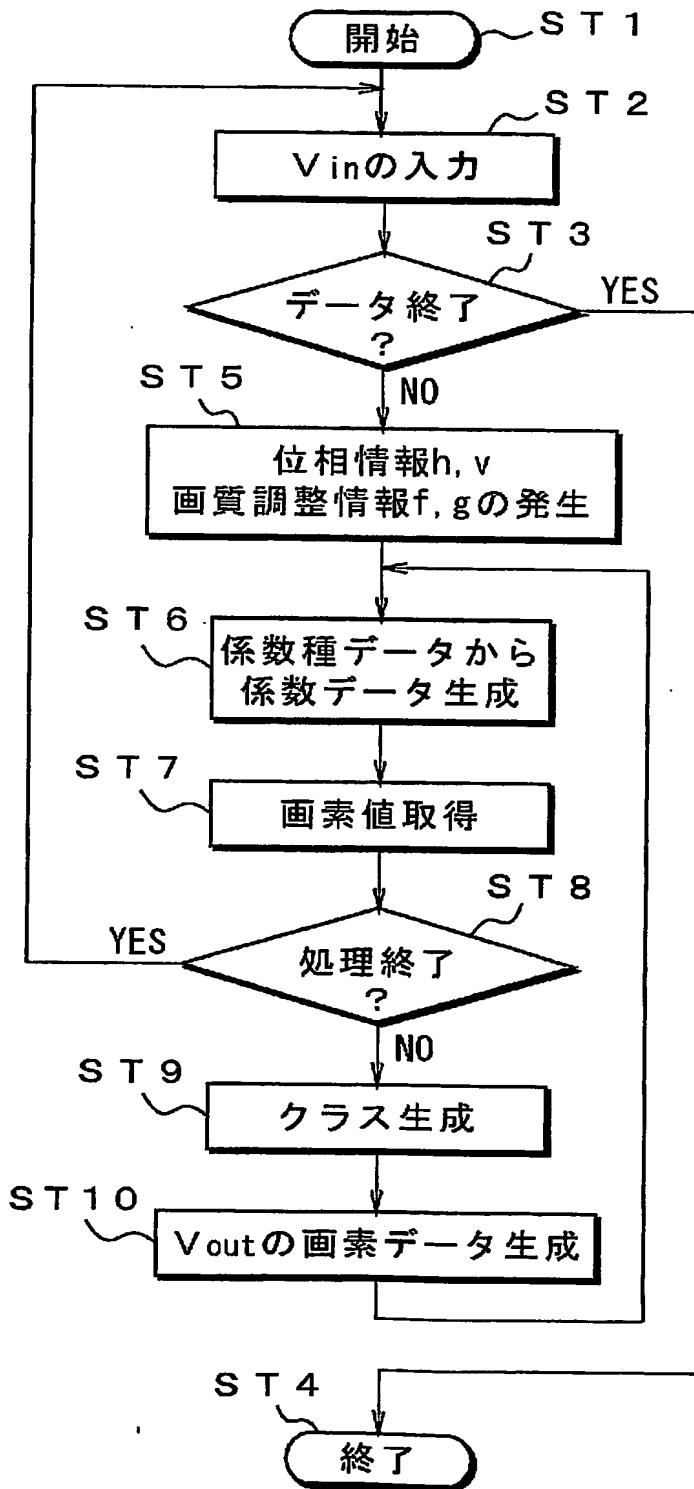 開始
ST1
ST2
Vinの入力
ST3
データ終了
?
YES
NO
ST5
位相情報h, v
画質調整情報f, gの発生
ST6
係数種データから
係数データ生成
ST7
画素値取得
ST8
処理終了
?
YES
NO
ST9
クラス生成
ST10
Voutの画素データ生成
ST4
終了